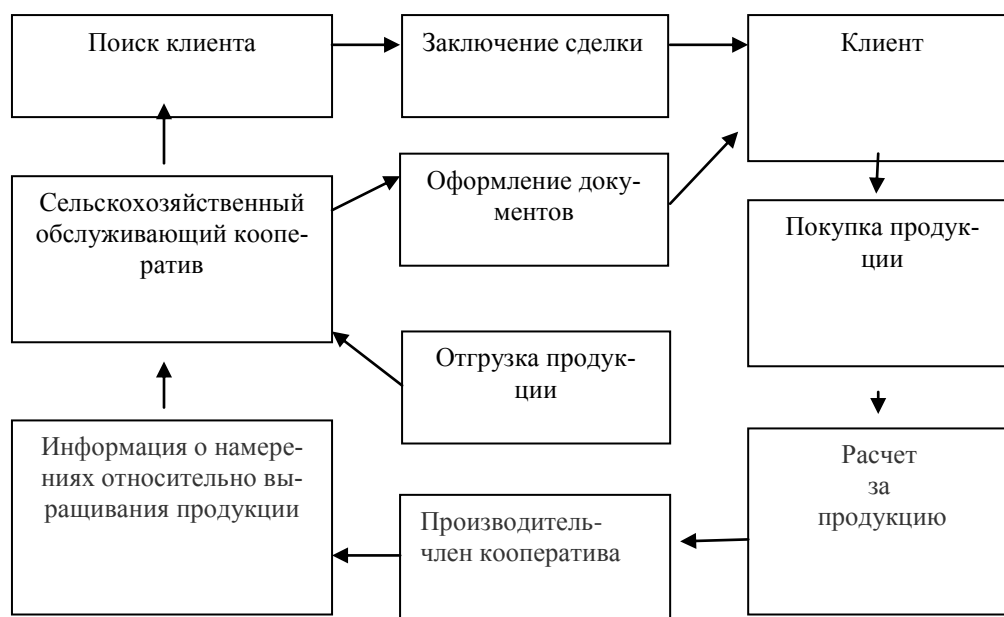 Поиск клиента
Заключение сделки
Клиент
Сельскохозяйственный
обслуживающий коопе-
ратив
Оформление доку-
ментов
Покупка продук-
ции
Отгрузка продук-
ции
Информация о намере-
ниях относительно вы-
ращивания продукции
Производитель-
член кооператива
Расчет
за
продукцию